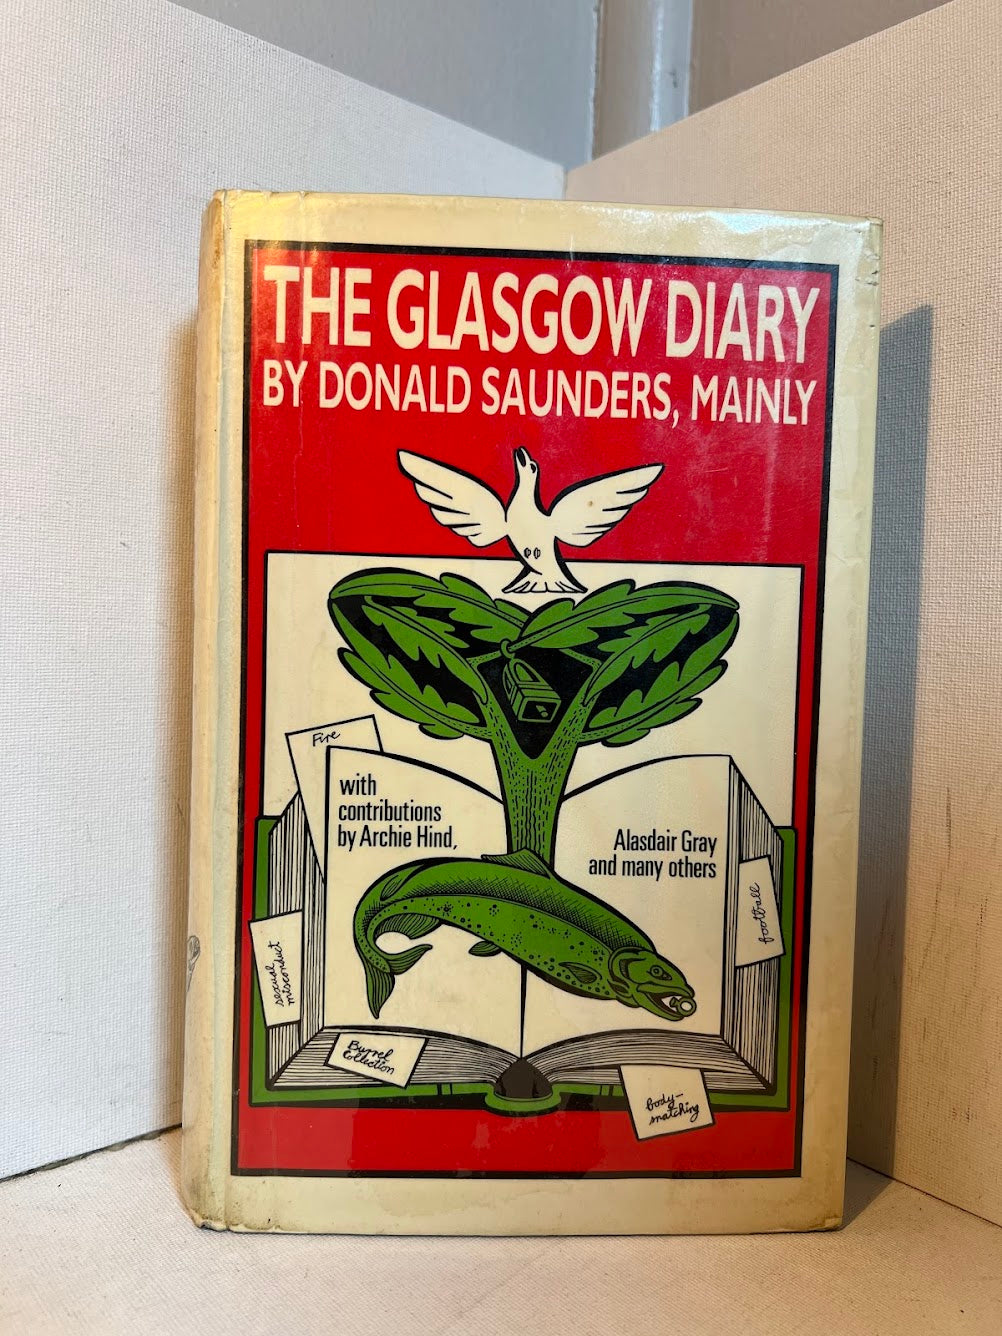 THE GLASGOW DIARY
BY DONALD SAUNDERS, MAINLY
Fire
with
contributions
by Archie Hind,
Alasdair Gray
and many others
football
sexual
misconduct
Burrel
Collection
body-
snatching